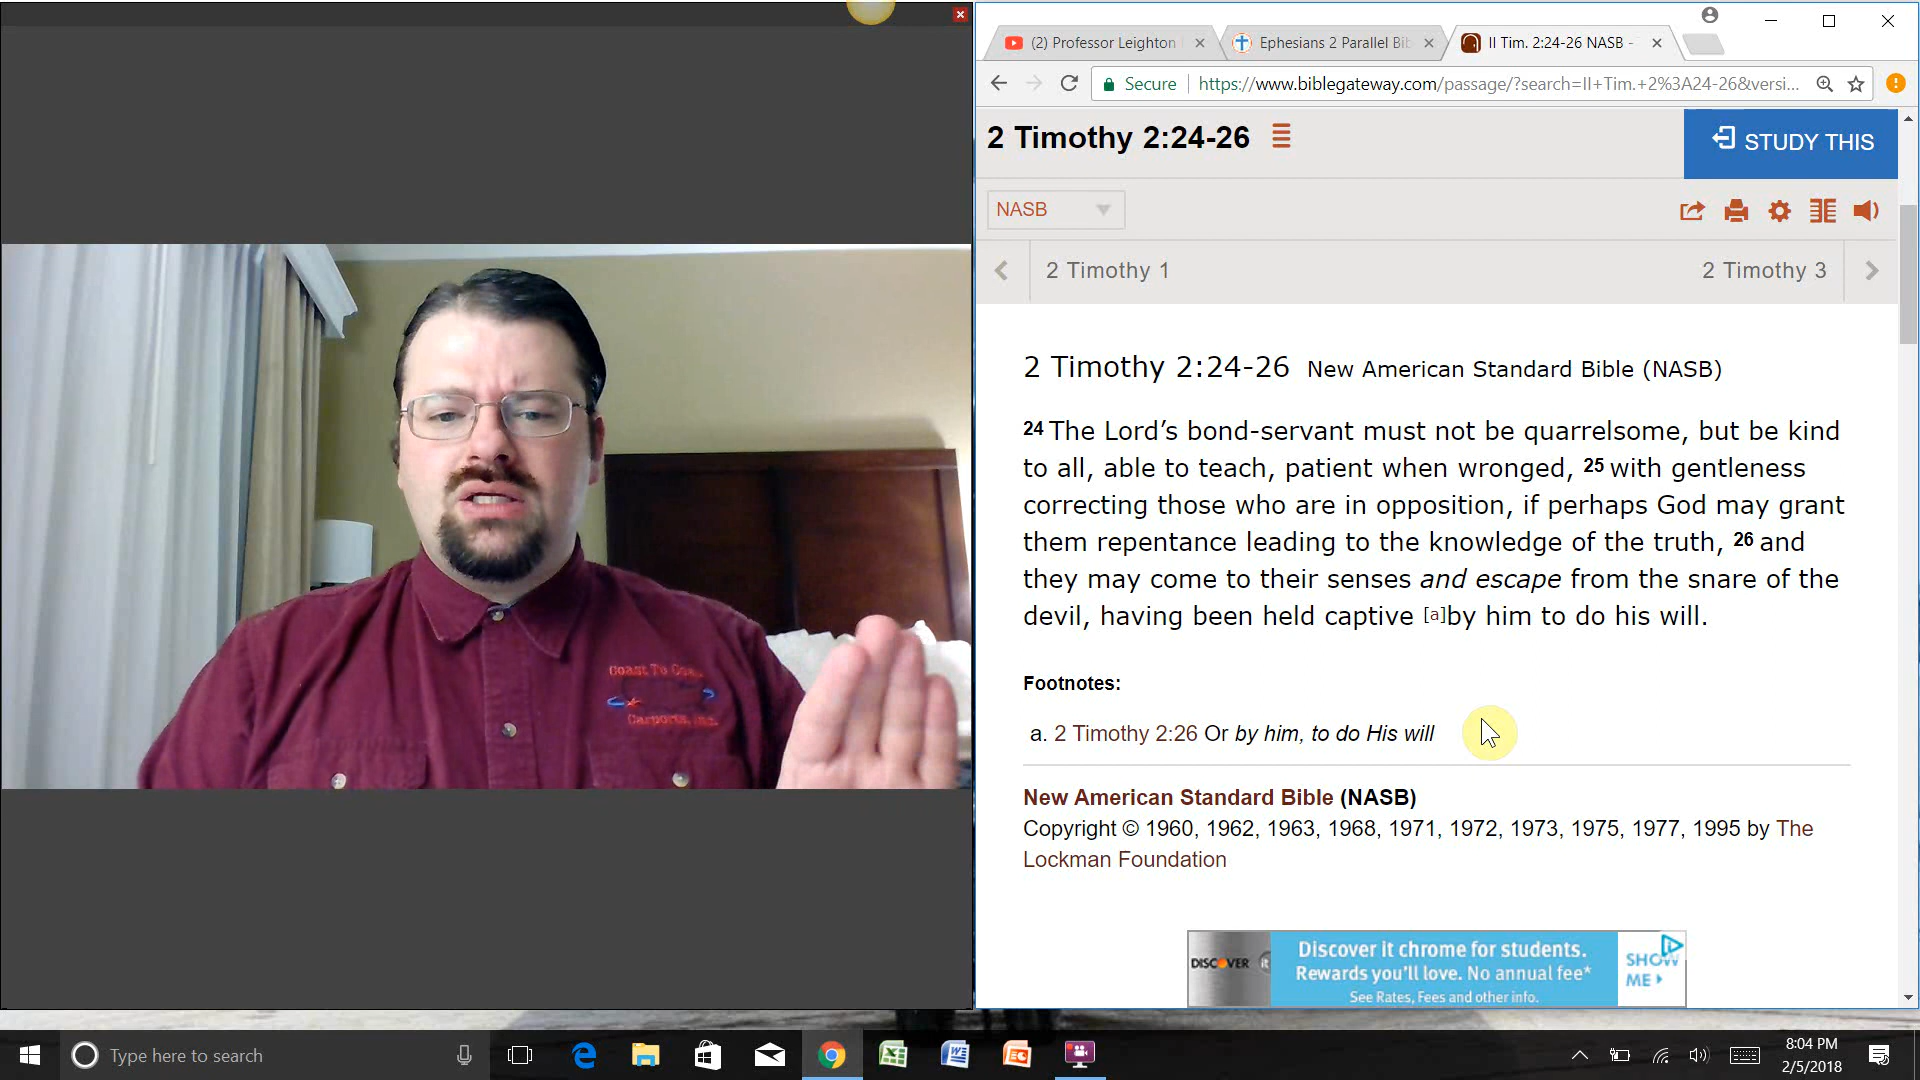 (2) Professor Leighton
Ephesians 2 Parallel Bib
II Tim. 2:24-26 NASB -
Secure
https://www.biblegateway.com/passage/?search=II+Tim.+2%3A24-26&versi...
2 Timothy 2:24-26
STUDY THIS
NASB
2 Timothy 1
2 Timothy 3
2 Timothy 2:24-26 New American Standard Bible (NASB)
24 The Lord’s bond-servant must not be quarrelsome, but be kind
to all, able to teach, patient when wronged, 25 with gentleness
correcting those who are in opposition, if perhaps God may grant
them repentance leading to the knowledge of the truth, 26 and
they may come to their senses and escape from the snare of the
devil, having been held captive [a]by him to do his will.
Footnotes:
a. 2 Timothy 2:26 Or by him, to do His will
New American Standard Bible (NASB)
Copyright © 1960, 1962, 1963, 1968, 1971, 1972, 1973, 1975, 1977, 1995 by The
Lockman Foundation
DISCOVER it
Discover it chrome for students.
Rewards you'll love. No annual fee*
See Rates, Fees and other info.
SHOW
ME
Coast To
Carports, Inc.
Type here to search
8:04 PM
2/5/2018